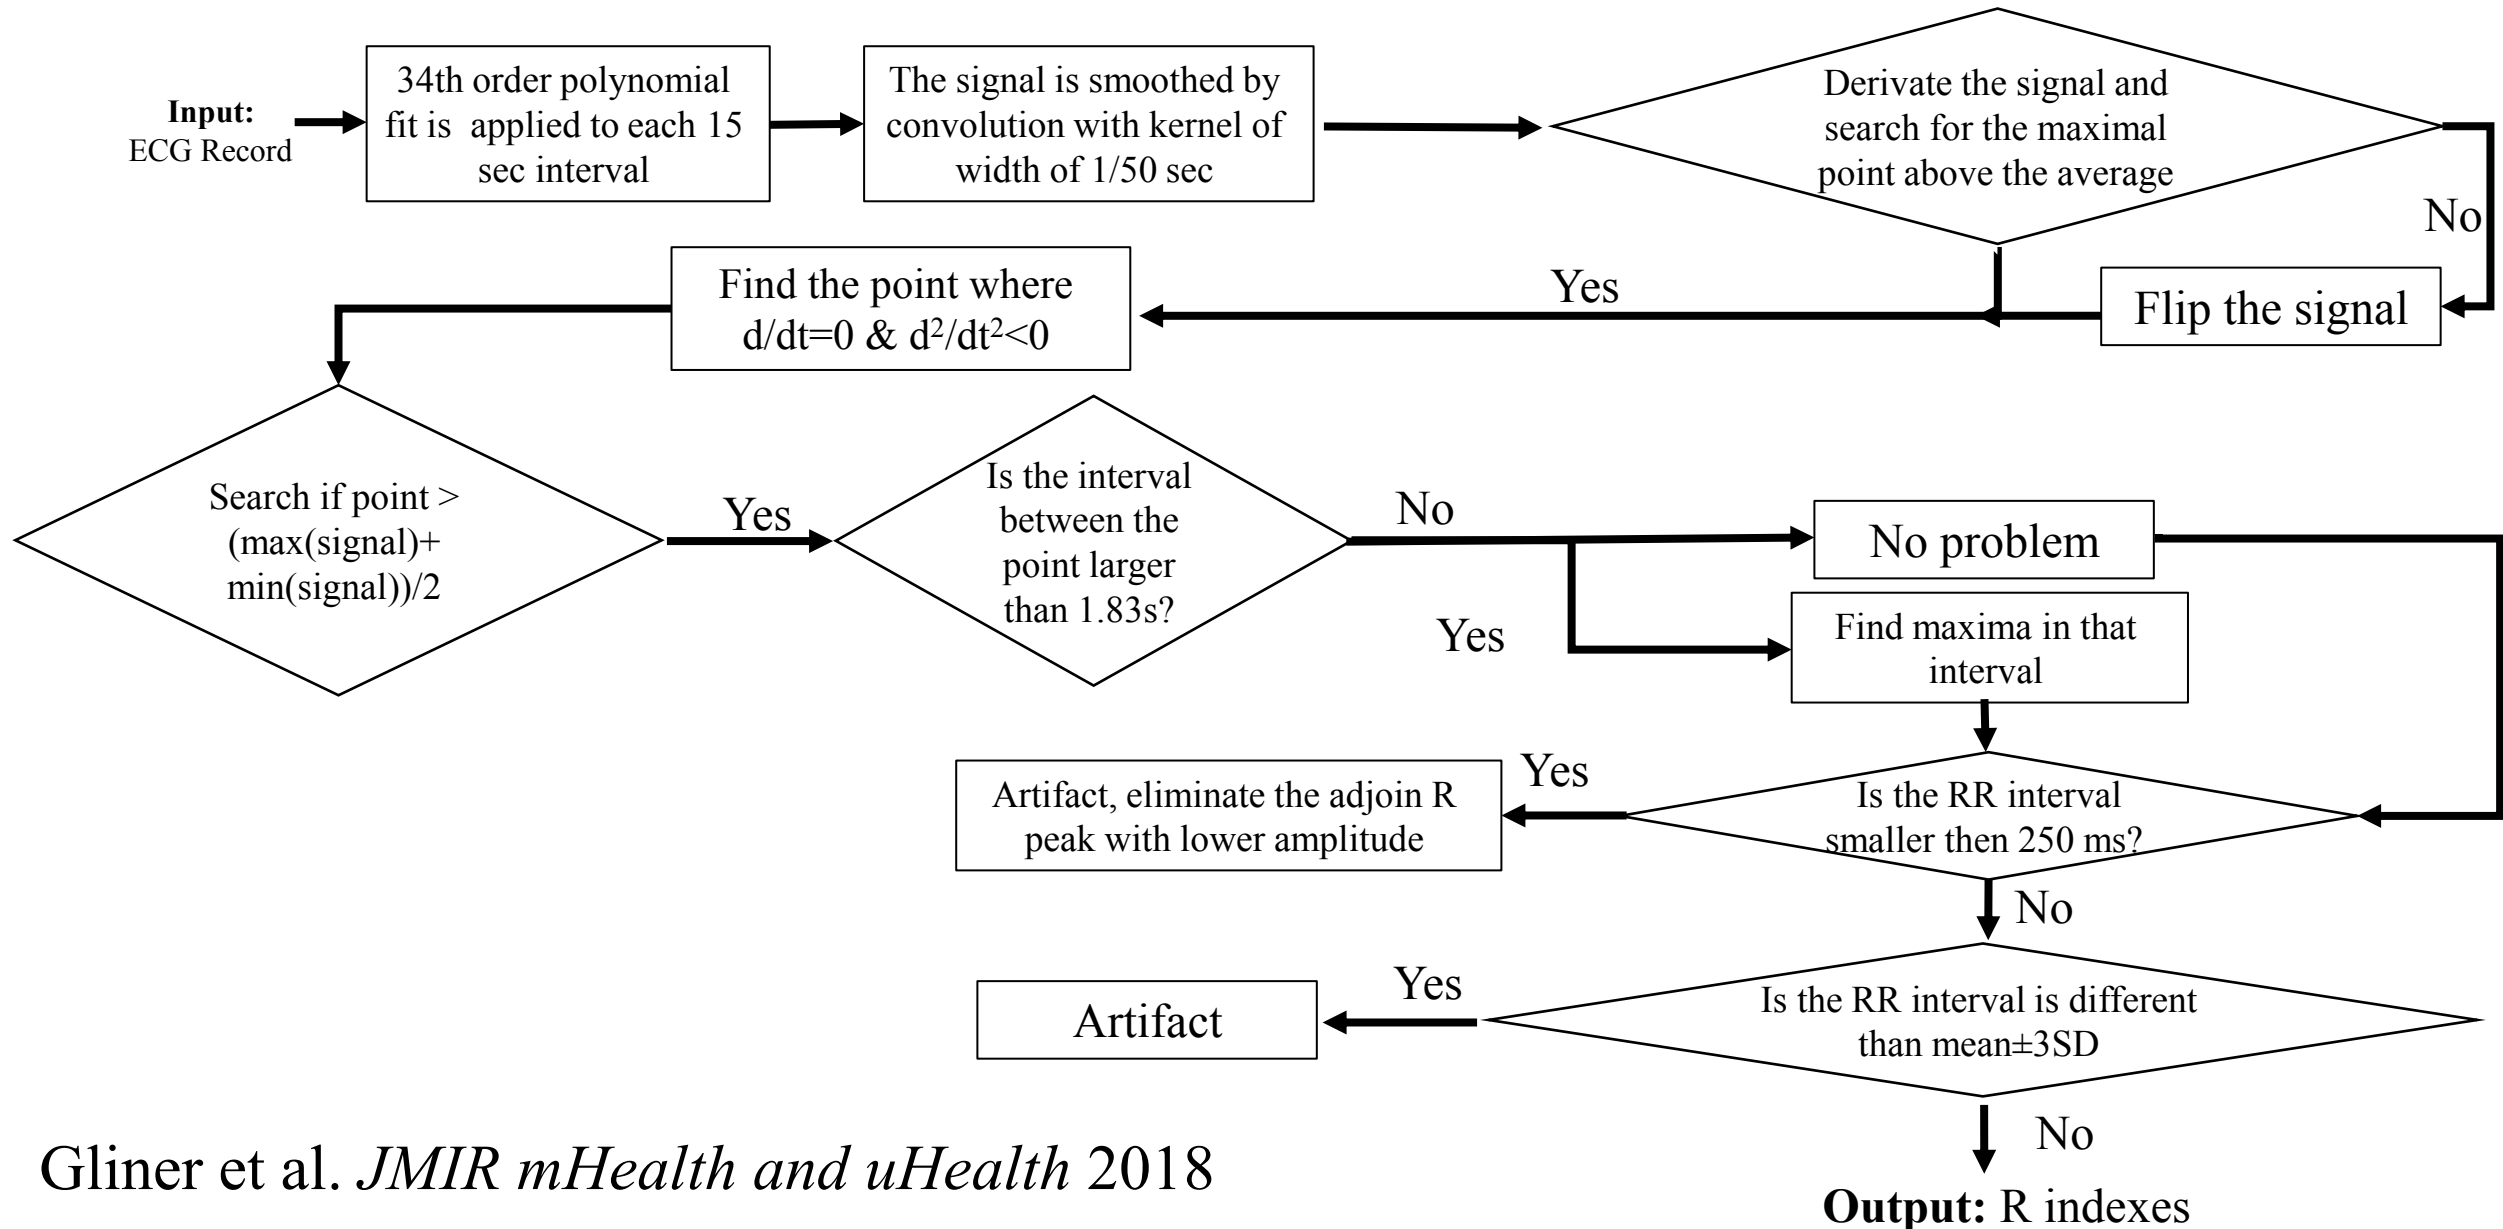 Input:
ECG Record
34th order polynomial
fit is applied to each 15
sec interval
The signal is smoothed by
convolution with kernel of
width of 1/50 sec
Derivate the signal and
search for the maximal
point above the average
No
Flip the signal
Yes
Find the point where
d/dt=0 & d²/dt²<0
Search if point >
(max(signal)+
min(signal))/2
Yes
Is the interval
between the
point larger
than 1.83s?
No
No problem
Yes
Find maxima in that
interval
Is the RR interval
smaller then 250 ms?
Yes
Artifact, eliminate the adjoin R
peak with lower amplitude
No
Is the RR interval is different
than mean±3SD
Yes
Artifact
No
Output: R indexes
Gliner et al. JMIR mHealth and uHealth 2018